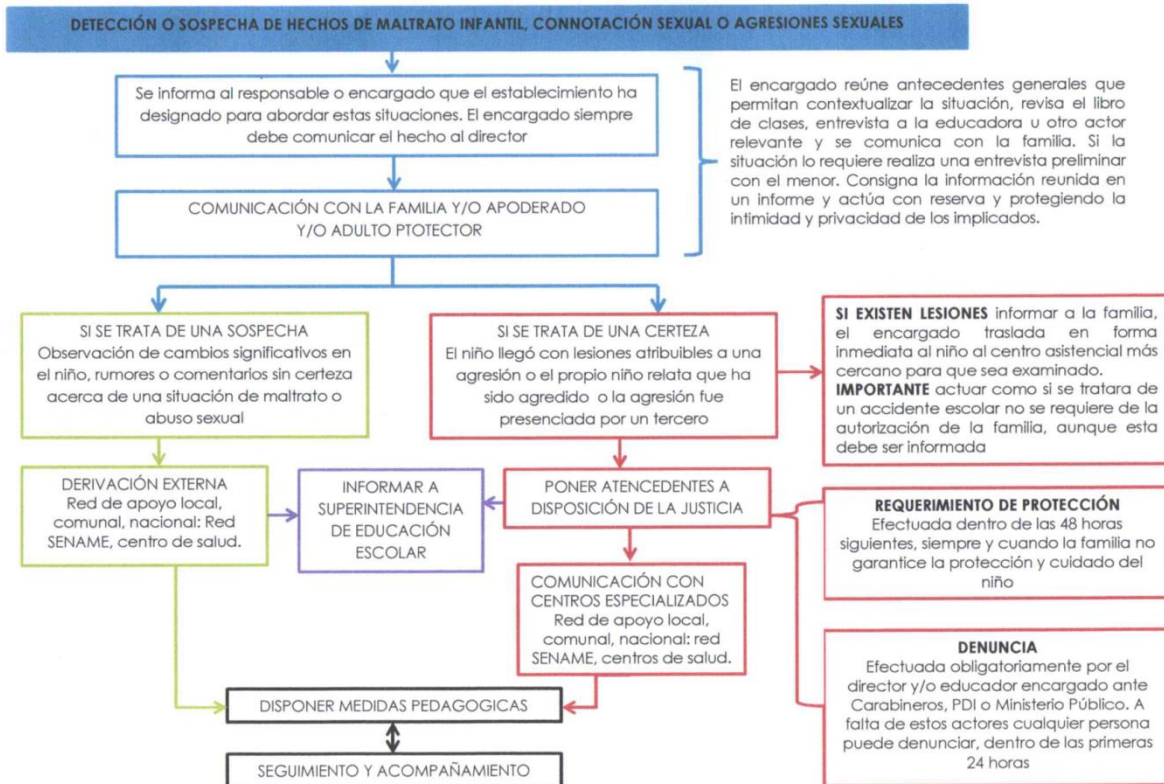 DETECCIÓN O SOSPECHA DE HECHOS DE MALTRATO INFANTIL, CONNOTACIÓN SEXUAL O AGRESIONES SEXUALES
Se informa al responsable o encargado que el establecimiento ha
designado para abordar estas situaciones. El encargado siempre
debe comunicar el hecho al director
COMUNICACIÓN CON LA FAMILIA Y/O APODERADO
Y/O ADULTO PTOTECTOR
El encargado reúne antecedentes generales que
permitan contextualizar la situación, revisa el libro
de clases, entrevista a la educadora u otro actor
relevante y se comunica con la familia. Si la
situación lo requiere realiza una entrevista preliminar
con el menor. Consigna la información reunida en
un informe y actúa con reserva y protegiendo la
intimidad y privacidad de los implicados.
SI SE TRATA DE UNA SOSPECHA
Observación de cambios significativos en
el niño, rumores o comentarios sin certeza
acerca de una situación de maltrato o
abuso sexual
SI SE TRATA DE UNA CERTEZA
El niño llegó con lesiones atribuibles a una
agresión o el propio niño relata que ha
sido agredido o la agresión fue
presenciada por un tercero
SI EXISTEN LESIONES informar a la familia,
el encargado traslada en forma
inmediata al niño al centro asistencial más
cercano para que sea examinado.
IMPORTANTE actuar como si se tratara de
un accidente escolar no se requiere de la
autorización de la familia, aunque esta
debe ser informada
DERIVACIÓN EXTERNA
Red de apoyo local,
comunal, nacional: Red
SENAME, centro de salud.
INFORMAR A
SUPERINTENDENCIA
DE EDUCACIÓN
ESCOLAR
PONER ATENCEDENTES A
DISPOSICIÓN DE LA JUSTICIA
REQUERIMIENTO DE PROTECCIÓN
Efectuada dentro de las 48 horas
siguientes, siempre y cuando la familia no
garantice la protección y cuidado del
niño
COMUNICACIÓN CON
CENTROS ESPECIALIZADOS
Red de apoyo local,
comunal, nacional: red
SENAME, centros de salud.
DENUNCIA
Efectuada obligatoriamente por el
director y/o educador encargado ante
Carabineros, PDI o Ministerio Público. A
falta de estos actores cualquier persona
puede denunciar, dentro de las primeras
24 horas
DISPONER MEDIDAS PEDAGOGICAS
SEGUIMIENTO Y ACOMPAÑAMIENTO